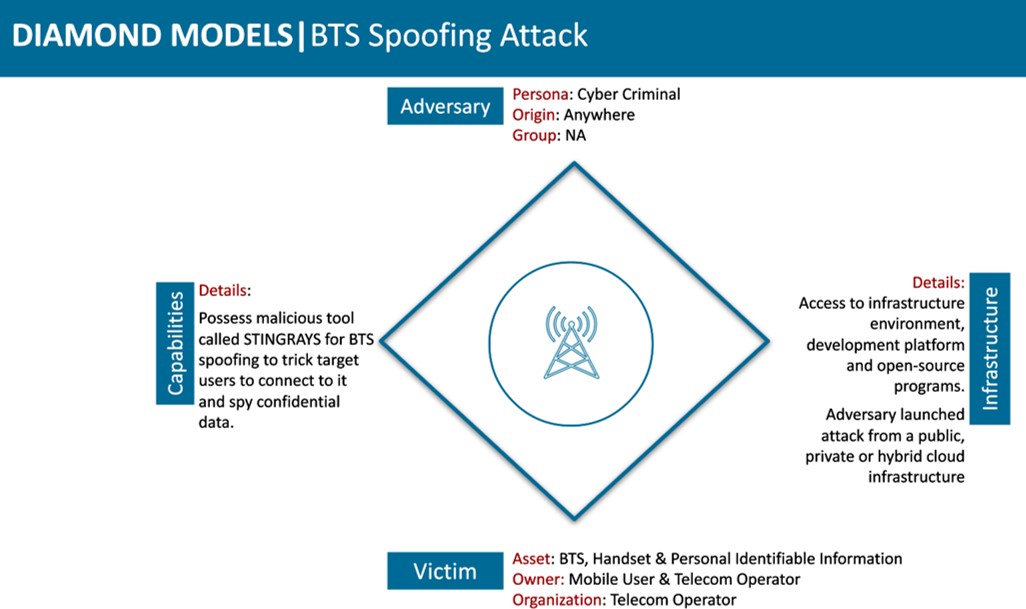 DIAMOND MODELS|BTS Spoofing Attack
Adversary
Persona: Cyber Criminal
Origin: Anywhere
Group: NA
Capabilities
Details:
Possess malicious tool
called STINGRAYS for BTS
spoofing to trick target
users to connect to it
and spy confidential
data.
Details:
Access to infrastructure
environment,
development platform
and open-source
programs.
Adversary launched
attack from a public,
private or hybrid cloud
infrastructure
Infrastructure
Victim
Asset: BTS, Handset & Personal Identifiable Information
Owner: Mobile User & Telecom Operator
Organization: Telecom Operator